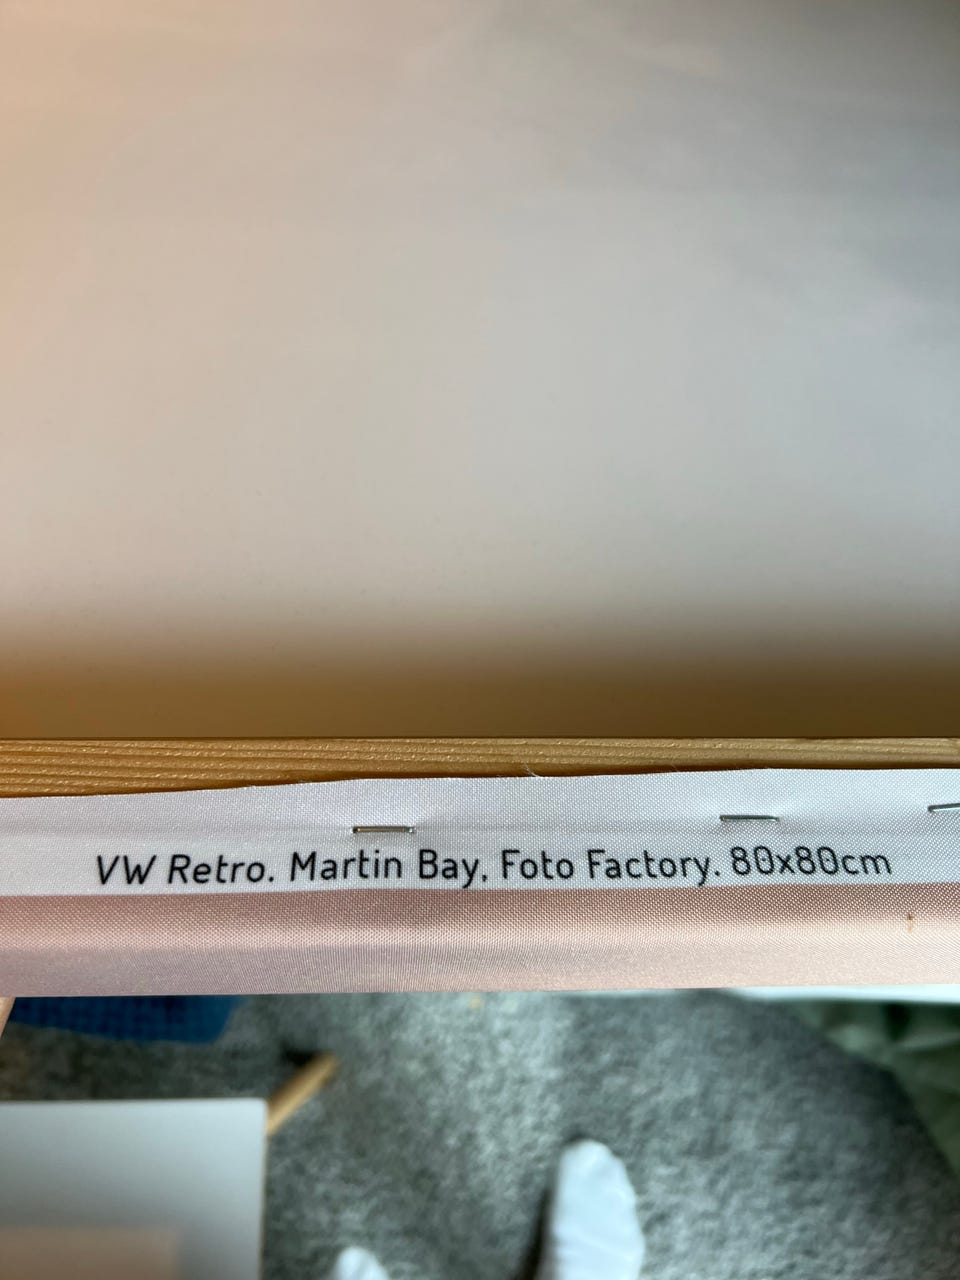 VW Retro. Martin Bay, Foto Factory. 80x80cm